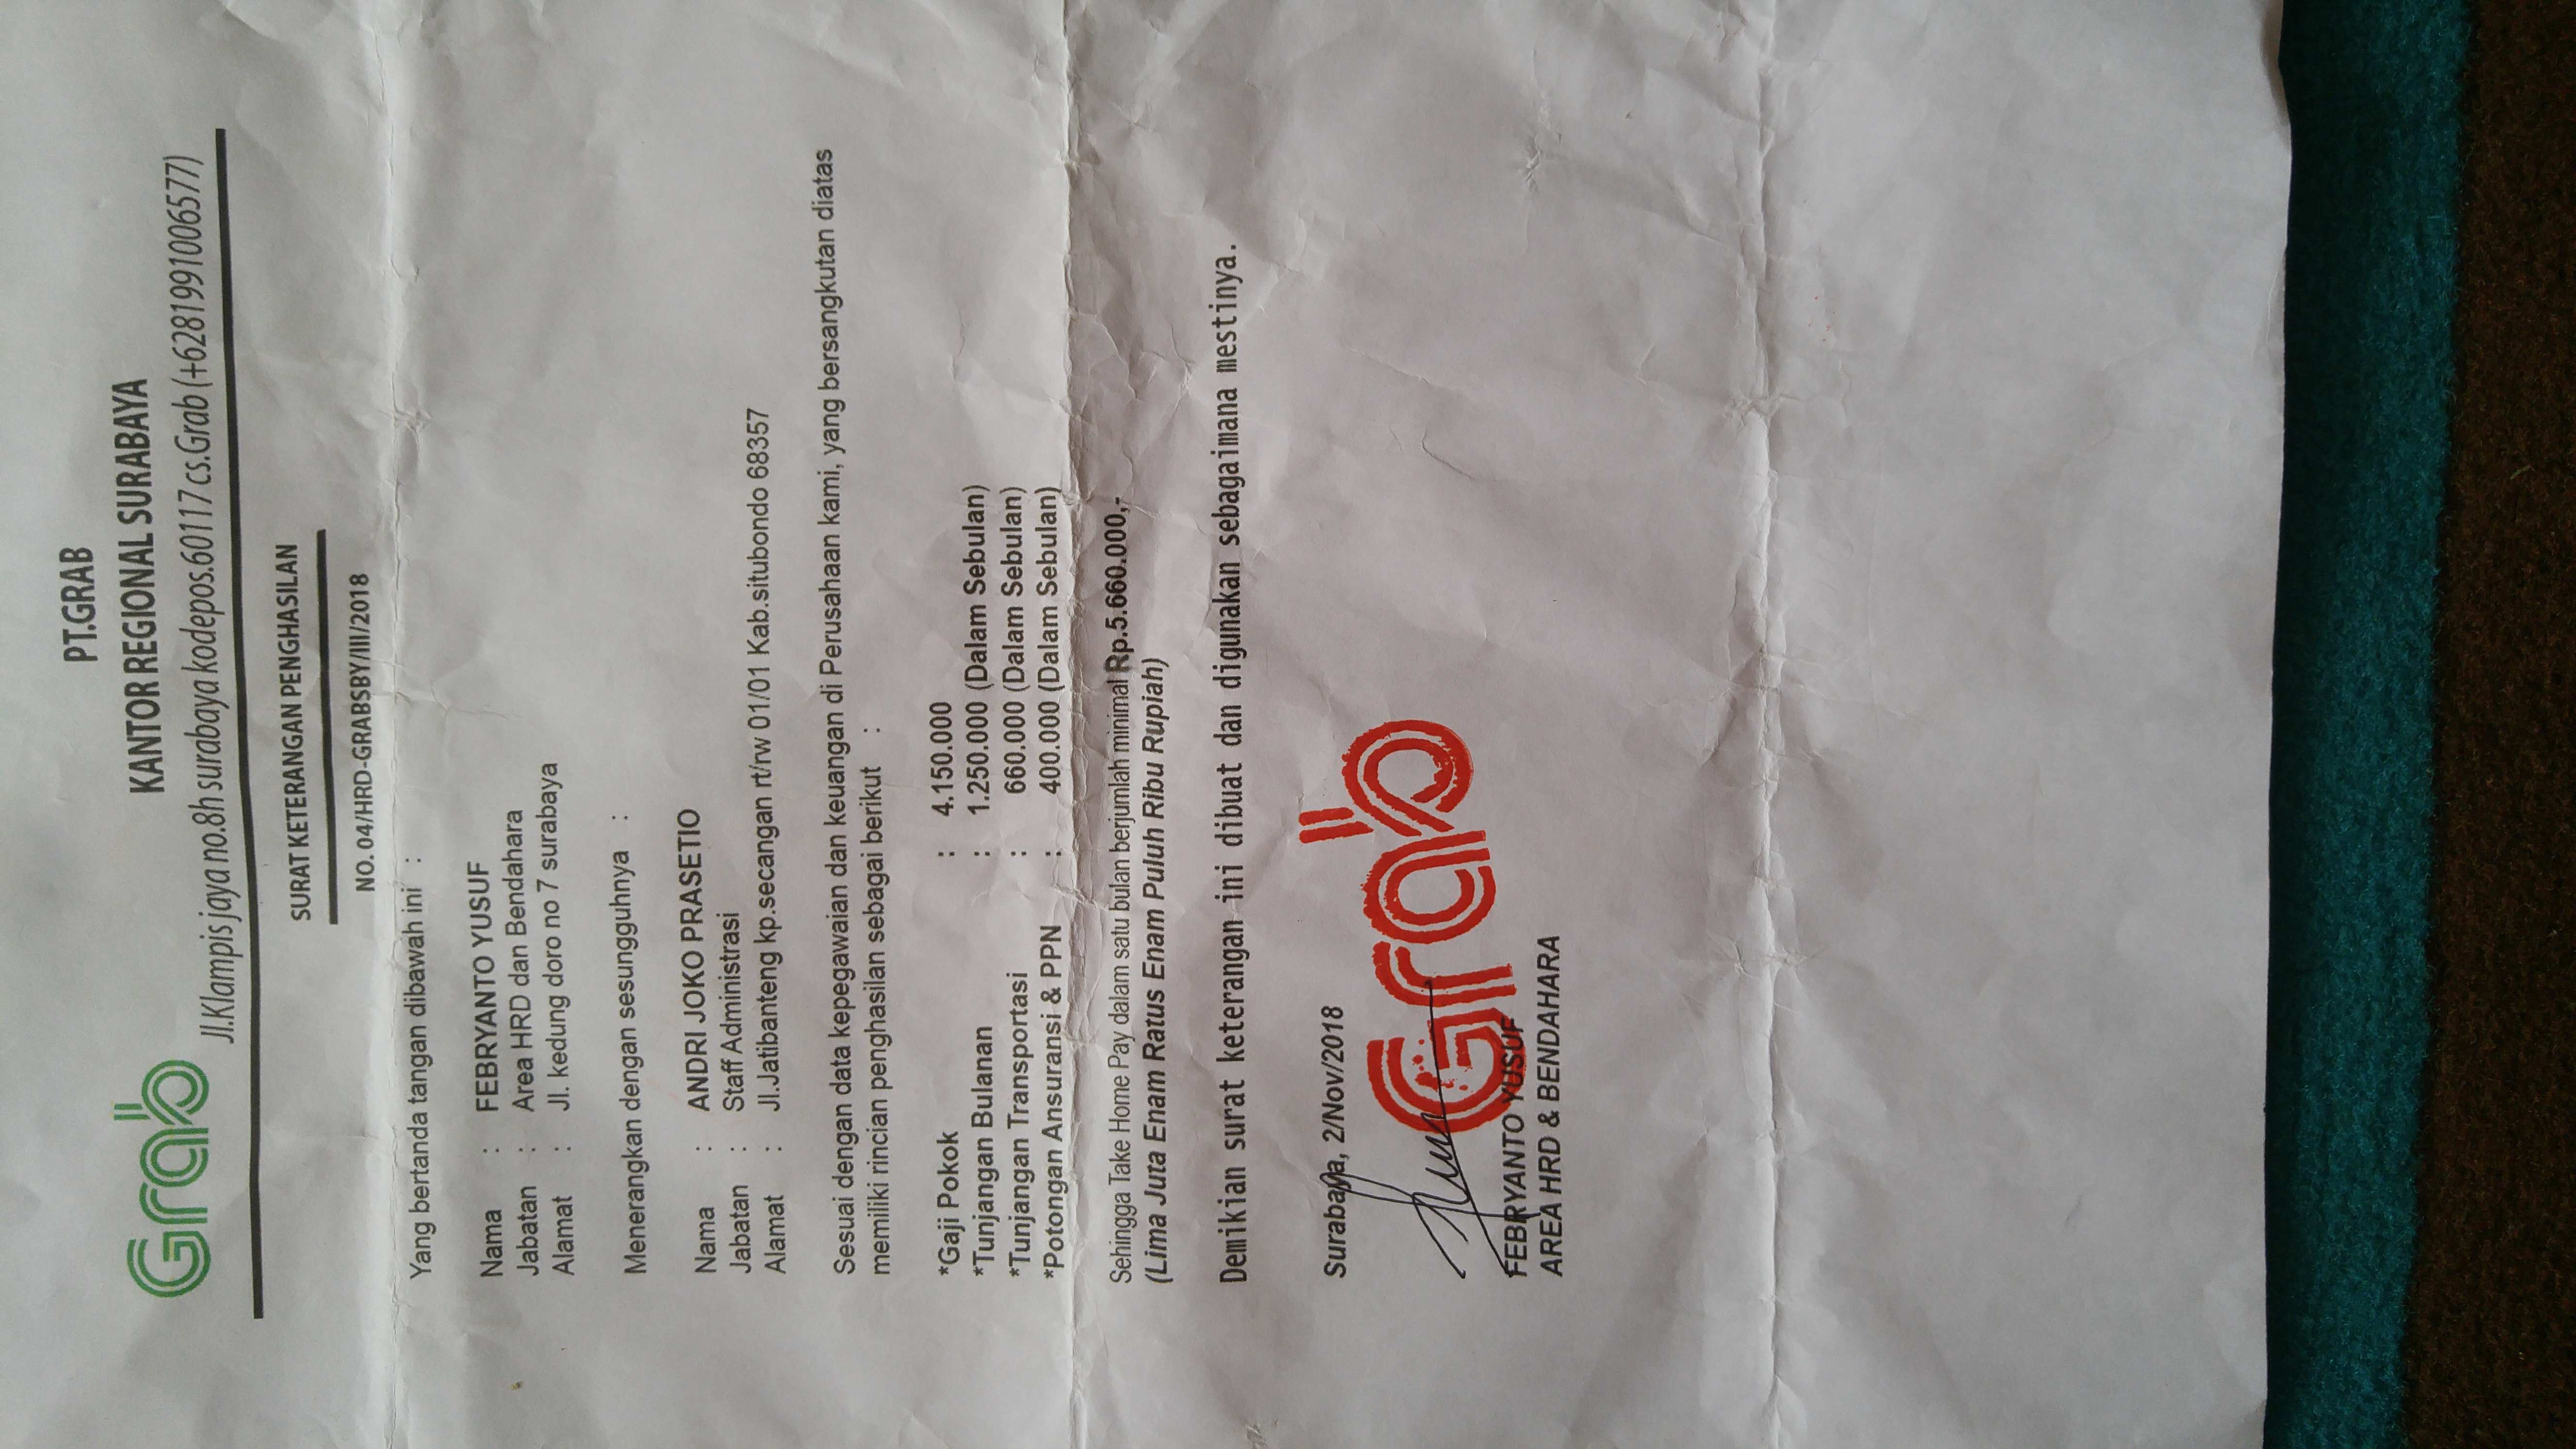 PT.GRAB
Grab
KANTOR REGIONAL SURABAYA
Jl.Klampis jaya no.8h surabaya kodepos.60117 cs.Grab (+6281991006577)
SURAT KETERANGAN PENGHASILAN
NO. 04/HRD-GRABSBY/III/2018
Yang bertanda tangan dibawah ini :
Nama : FEBRYANTO YUSUF
Jabatan : Area HRD dan Bendahara
Alamat : Jl. kedung doro no 7 surabaya
Menerangkan dengan sesungguhnya :
Nama : ANDRI JOKO PRASETIO
Jabatan : Staff Administrasi
Alamat : Jl.Jatibanteng kp.secangan rt/rw 01/01 Kab.situbondo 68357
Sesuai dengan data kepegawaian dan keuangan di Perusahaan kami, yang bersangkutan diatas
memiliki rincian penghasilan sebagai berikut :
*Gaji Pokok : 4.150.000
*Tunjangan Bulanan : 1.250.000 (Dalam Sebulan)
*Tunjangan Transportasi : 660.000 (Dalam Sebulan)
*Potongan Ansuransi & PPN : 400.000 (Dalam Sebulan)
Sehingga Take Home Pay dalam satu bulan berjumlah minimal Rp.5.660.000,-
(Lima Juta Enam Ratus Enam Puluh Ribu Rupiah)
Demikian surat keterangan ini dibuat dan digunakan sebagaimana mestinya.
Surabaya, 2/Nov/2018
Grab
FEBRYANTO YUSUF
AREA HRD & BENDAHARA